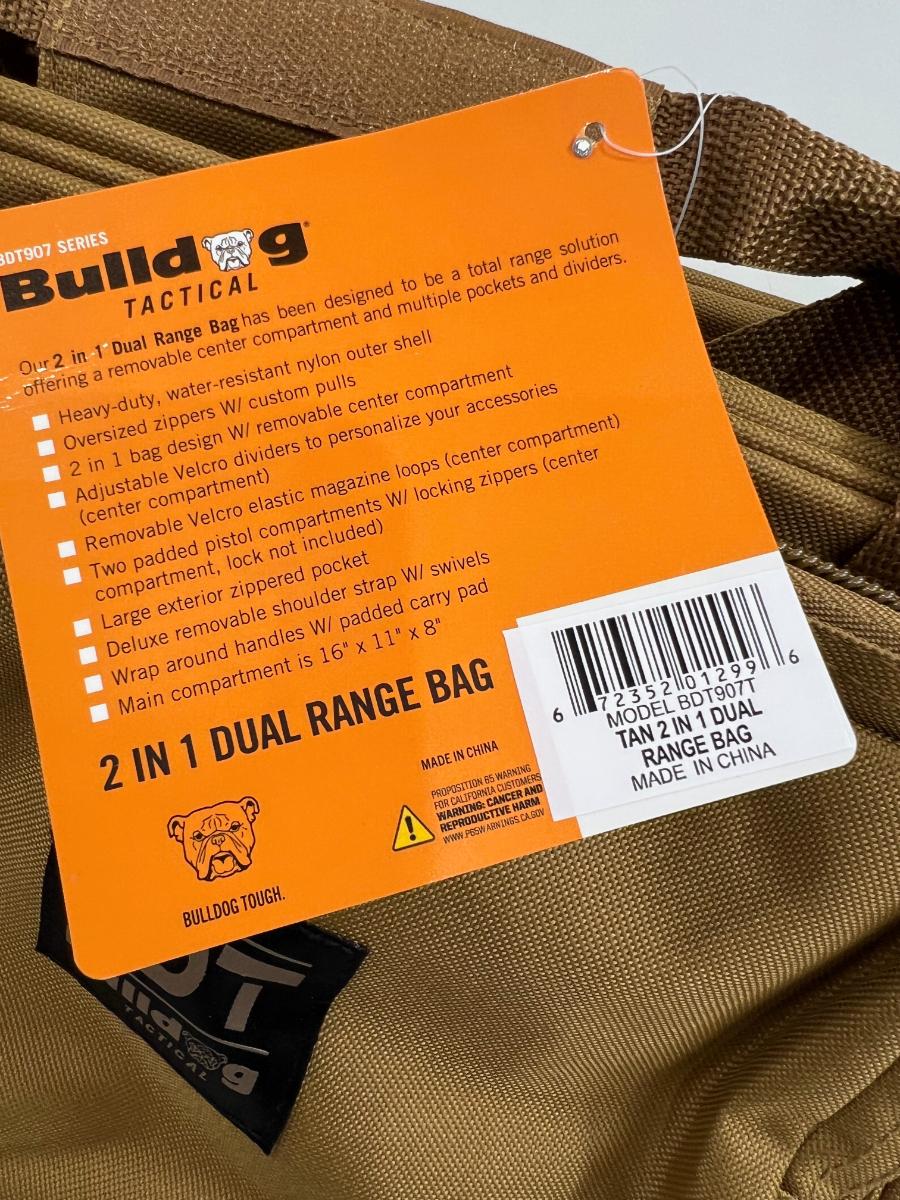 BDT907 SERIES
Bulldog®
TACTICAL
Our 2 in 1 Dual Range Bag has been designed to be a total range solution
offering a removable center compartment and multiple pockets and dividers.
Heavy-duty, water-resistant nylon outer shell
Oversized zippers W/ custom pulls
2 in 1 bag design W/ removable center compartment
Adjustable Velcro dividers to personalize your accessories
(center compartment)
Removable Velcro elastic magazine loops (center compartment)
Two padded pistol compartments W/ locking zippers (center
compartment, lock not included)
Large exterior zippered pocket
Deluxe removable shoulder strap W/ swivels
Wrap around handles W/ padded carry pad
Main compartment is 16" x 11" x 8"
2 IN 1 DUAL RANGE BAG
MADE IN CHINA
PROPOSITION 65 WARNING
FOR CALIFORNIA CUSTOMERS
WARNING: CANCER AND
REPRODUCTIVE HARM
WWW.P65WARNINGS.CA.GOV
BULLDOG TOUGH.
6 72352 01299 6
MODEL BDT907T
TAN 2 IN 1 DUAL
RANGE BAG
MADE IN CHINA
DT
lldog
TACTICAL